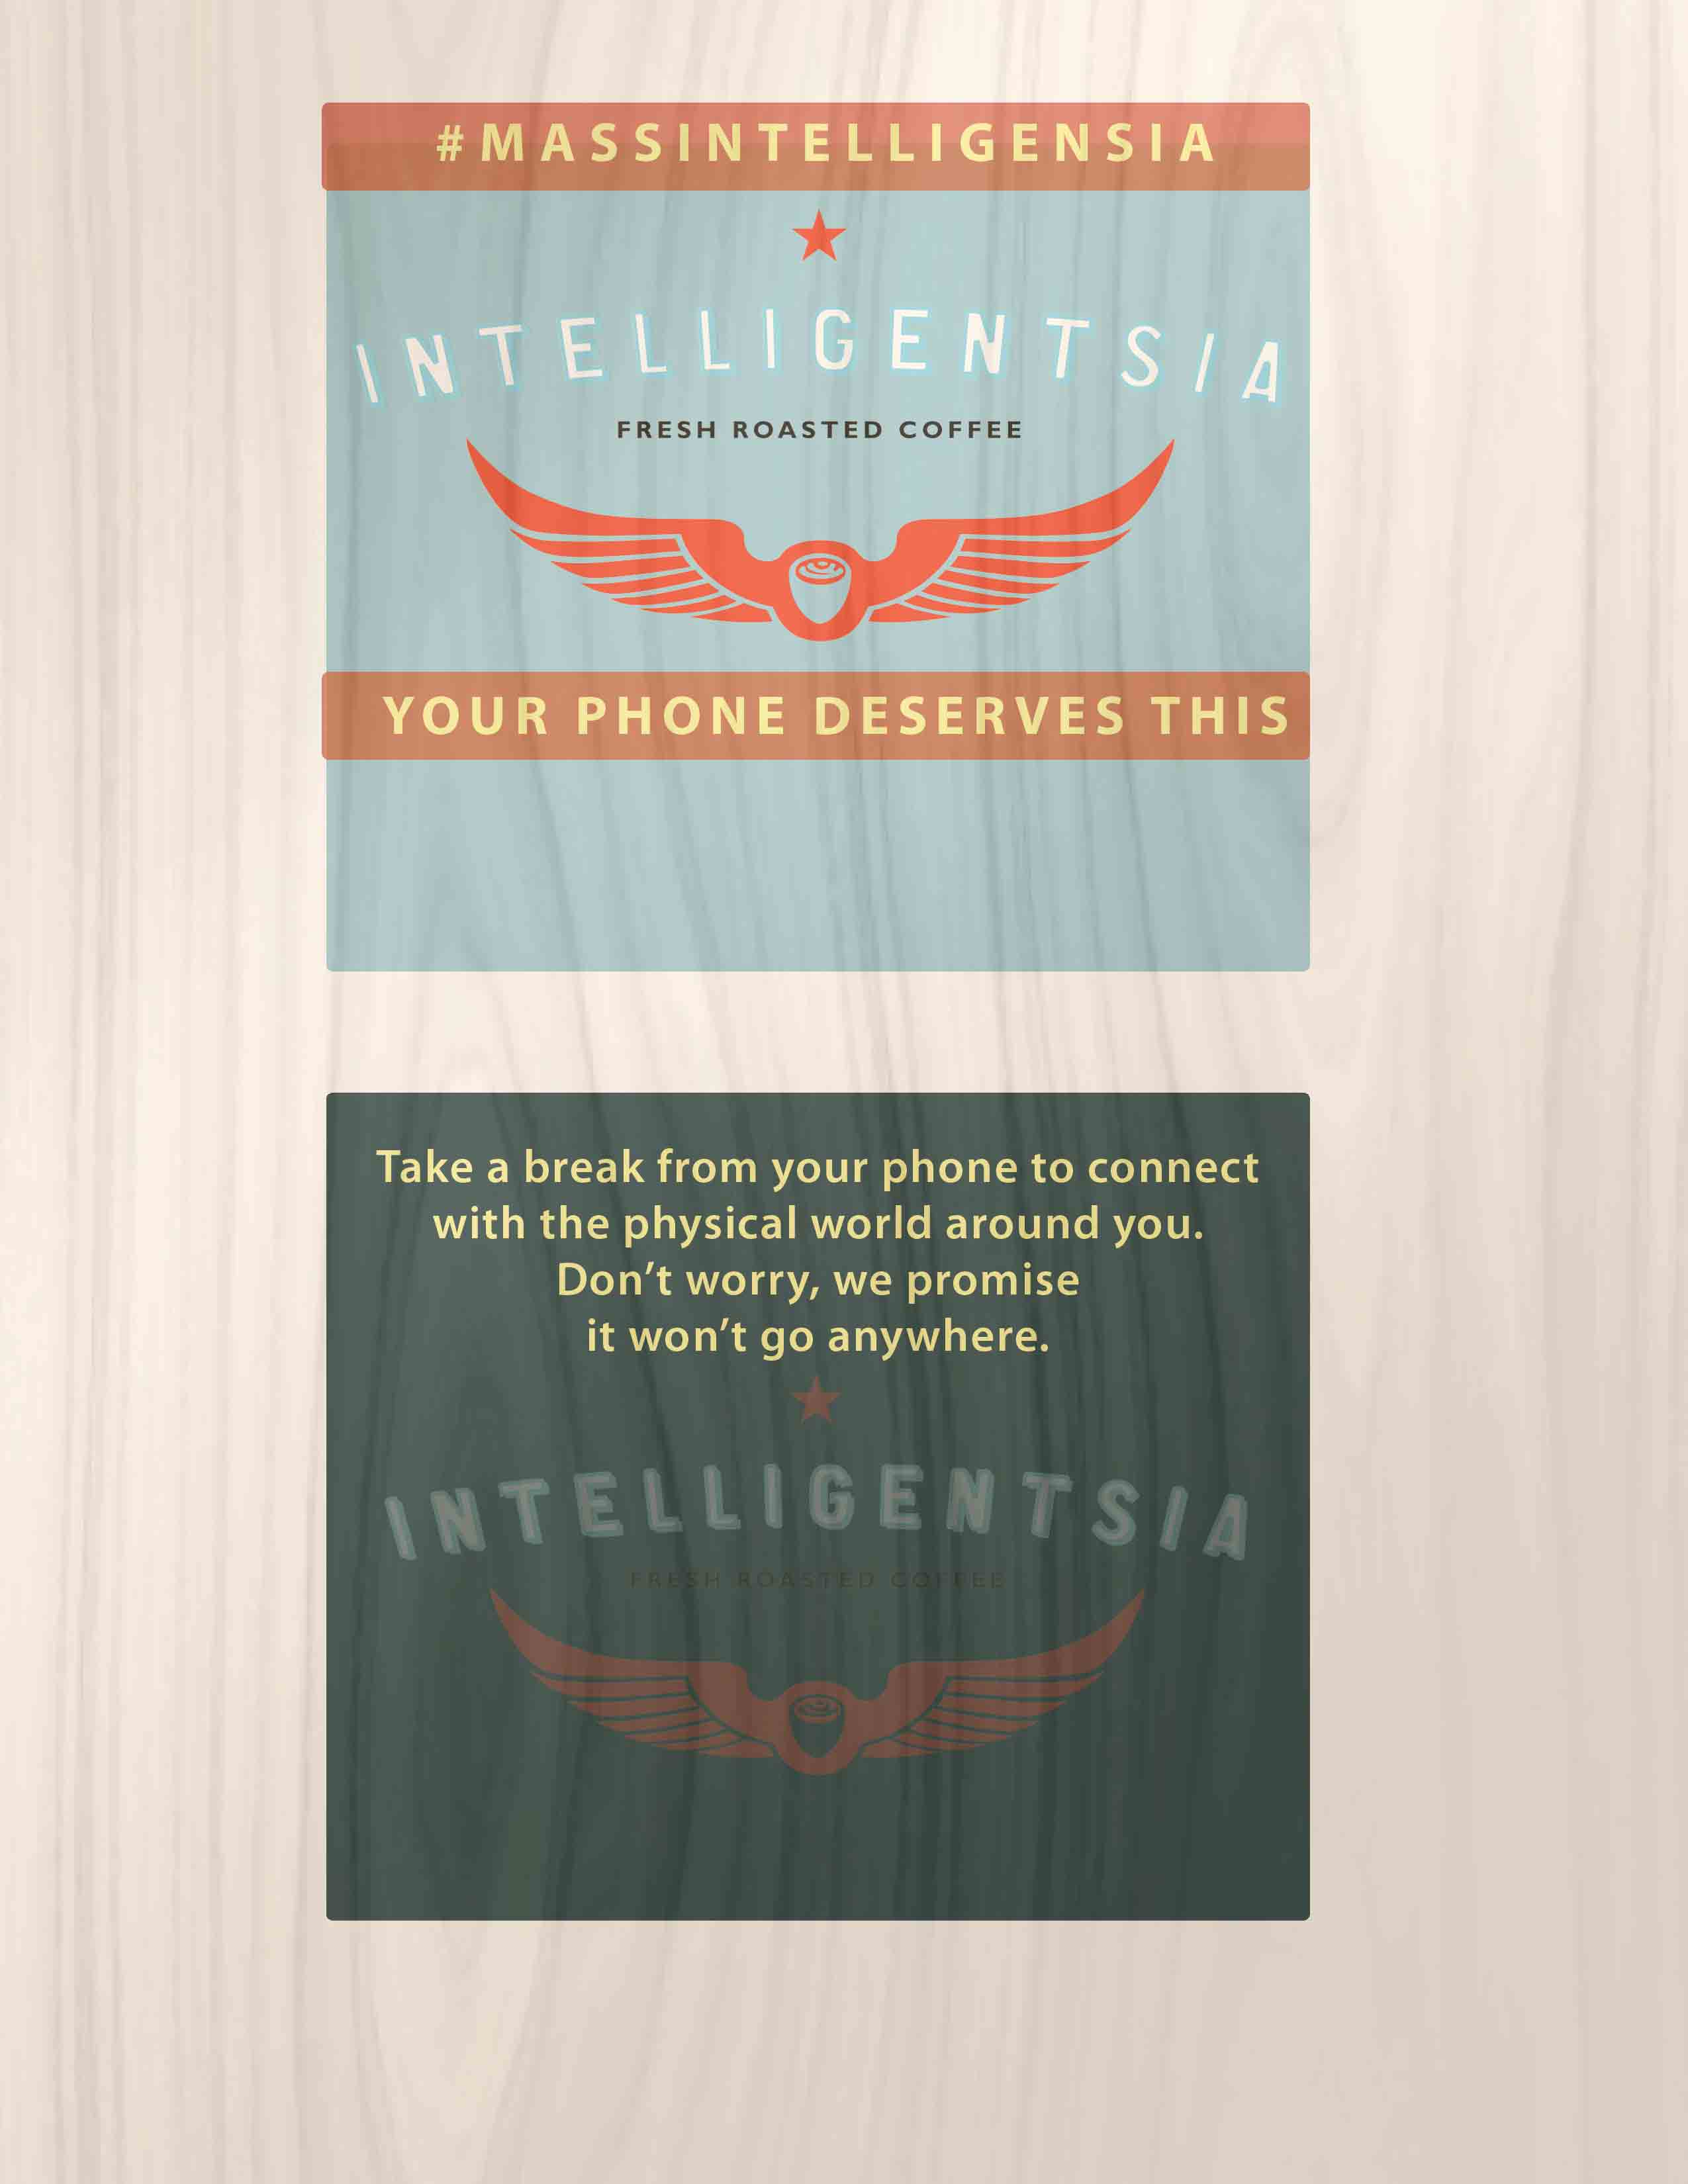 #MASSINTELLIGENSIA
INTELLIGENTSIA
FRESH ROASTED COFFEE
YOUR PHONE DESERVES THIS
Take a break from your phone to connect
with the physical world around you.
Don’t worry, we promise
it won’t go anywhere.
INTELLIGENTSIA
FRESH ROASTED COFFEE